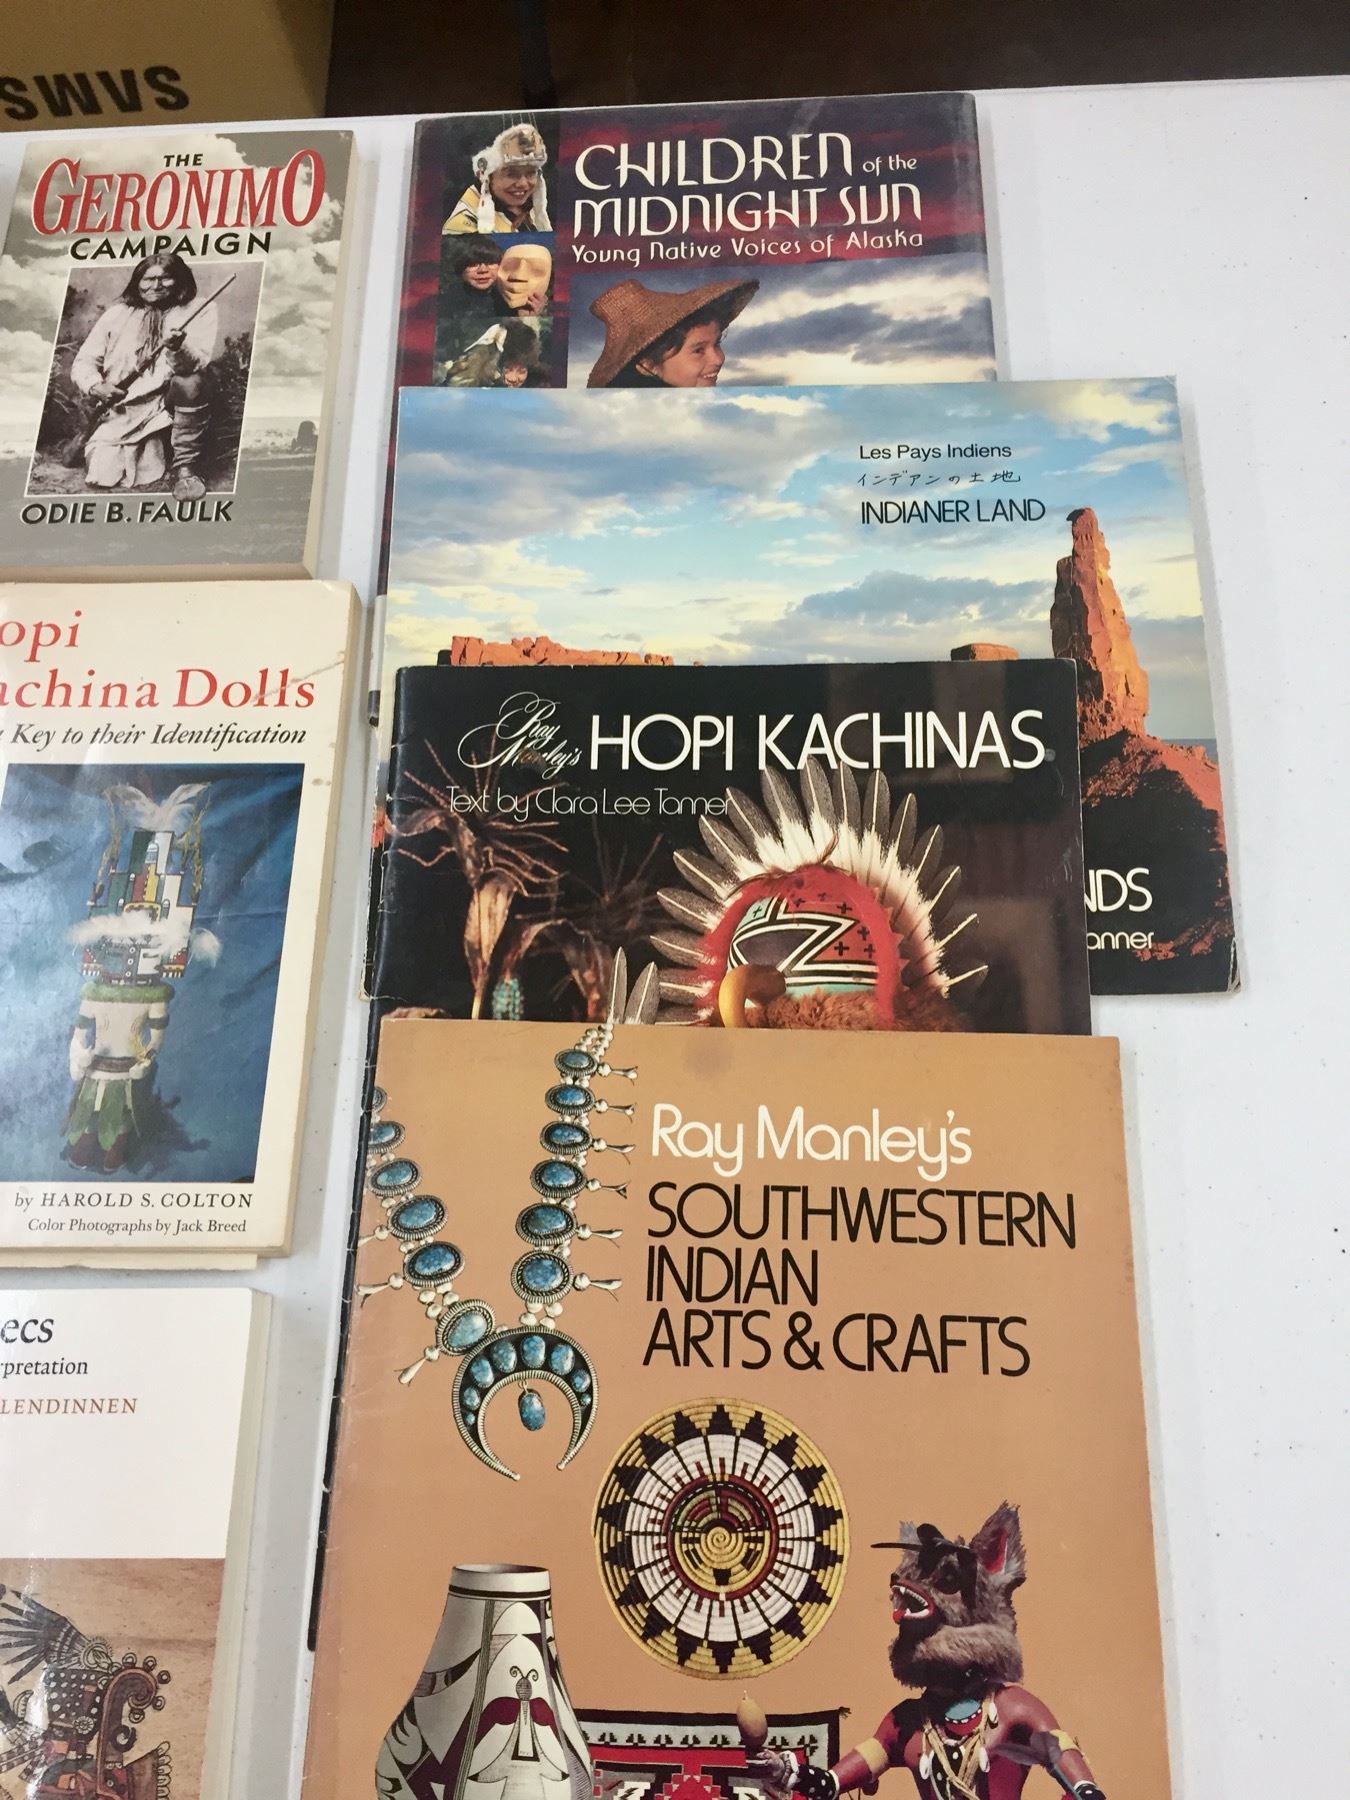 SAMS
THE
GERONIMO
CAMPAIGN
ODIE B. FAULK
opi
achina Dolls
Key to their Identification
by HAROLD S. COLTON
Color Photographs by Jack Breed
ecs
rpretation
LENDINNEN
CHILDREN of the
MIDNIGHT SUN
Young Native Voices of Alaska
Les Pays Indiens
インデアンの土地
INDIANER LAND
NDS
anner
Ray Manley's HOPI KACHINAS
Text by Clara Lee Tanner
Ray Manley's
SOUTHWESTERN
INDIAN
ARTS & CRAFTS